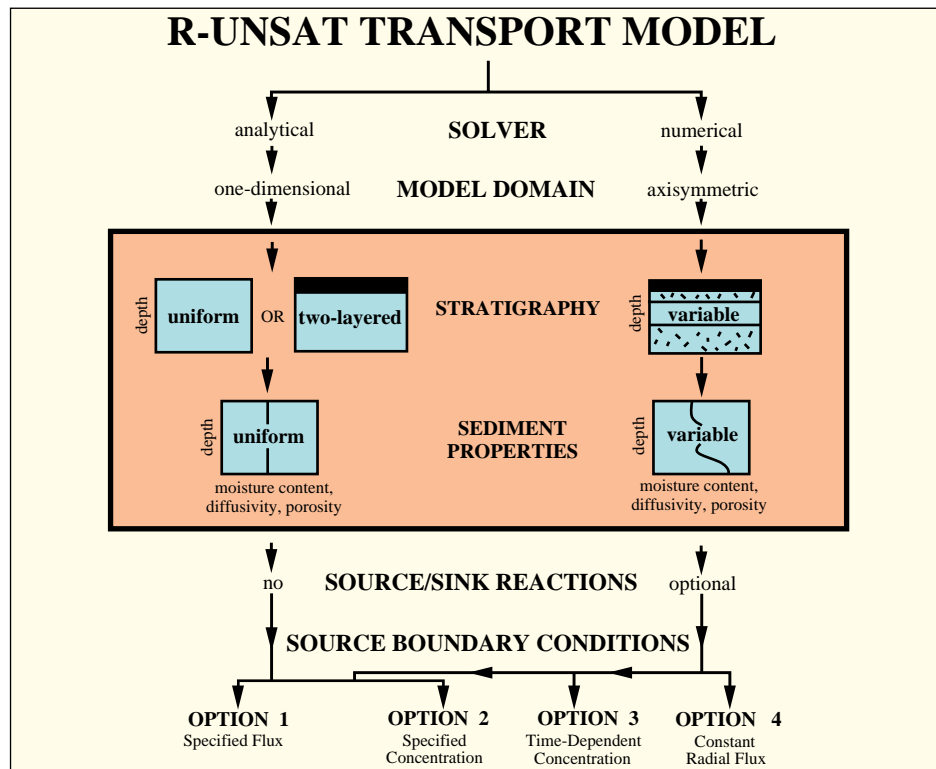 R-UNSAT TRANSPORT MODEL
analytical
SOLVER
numerical
one-dimensional
MODEL DOMAIN
axisymmetric
depth
uniform
OR
two-layered
STRATIGRAPHY
depth
variable
depth
uniform
SEDIMENT
PROPERTIES
depth
variable
moisture content,
diffusivity, porosity
moisture content,
diffusivity, porosity
no
SOURCE/SINK REACTIONS
optional
SOURCE BOUNDARY CONDITIONS
OPTION 1
Specified Flux
OPTION 2
Specified
Concentration
OPTION 3
Time-Dependent
Concentration
OPTION 4
Constant
Radial Flux